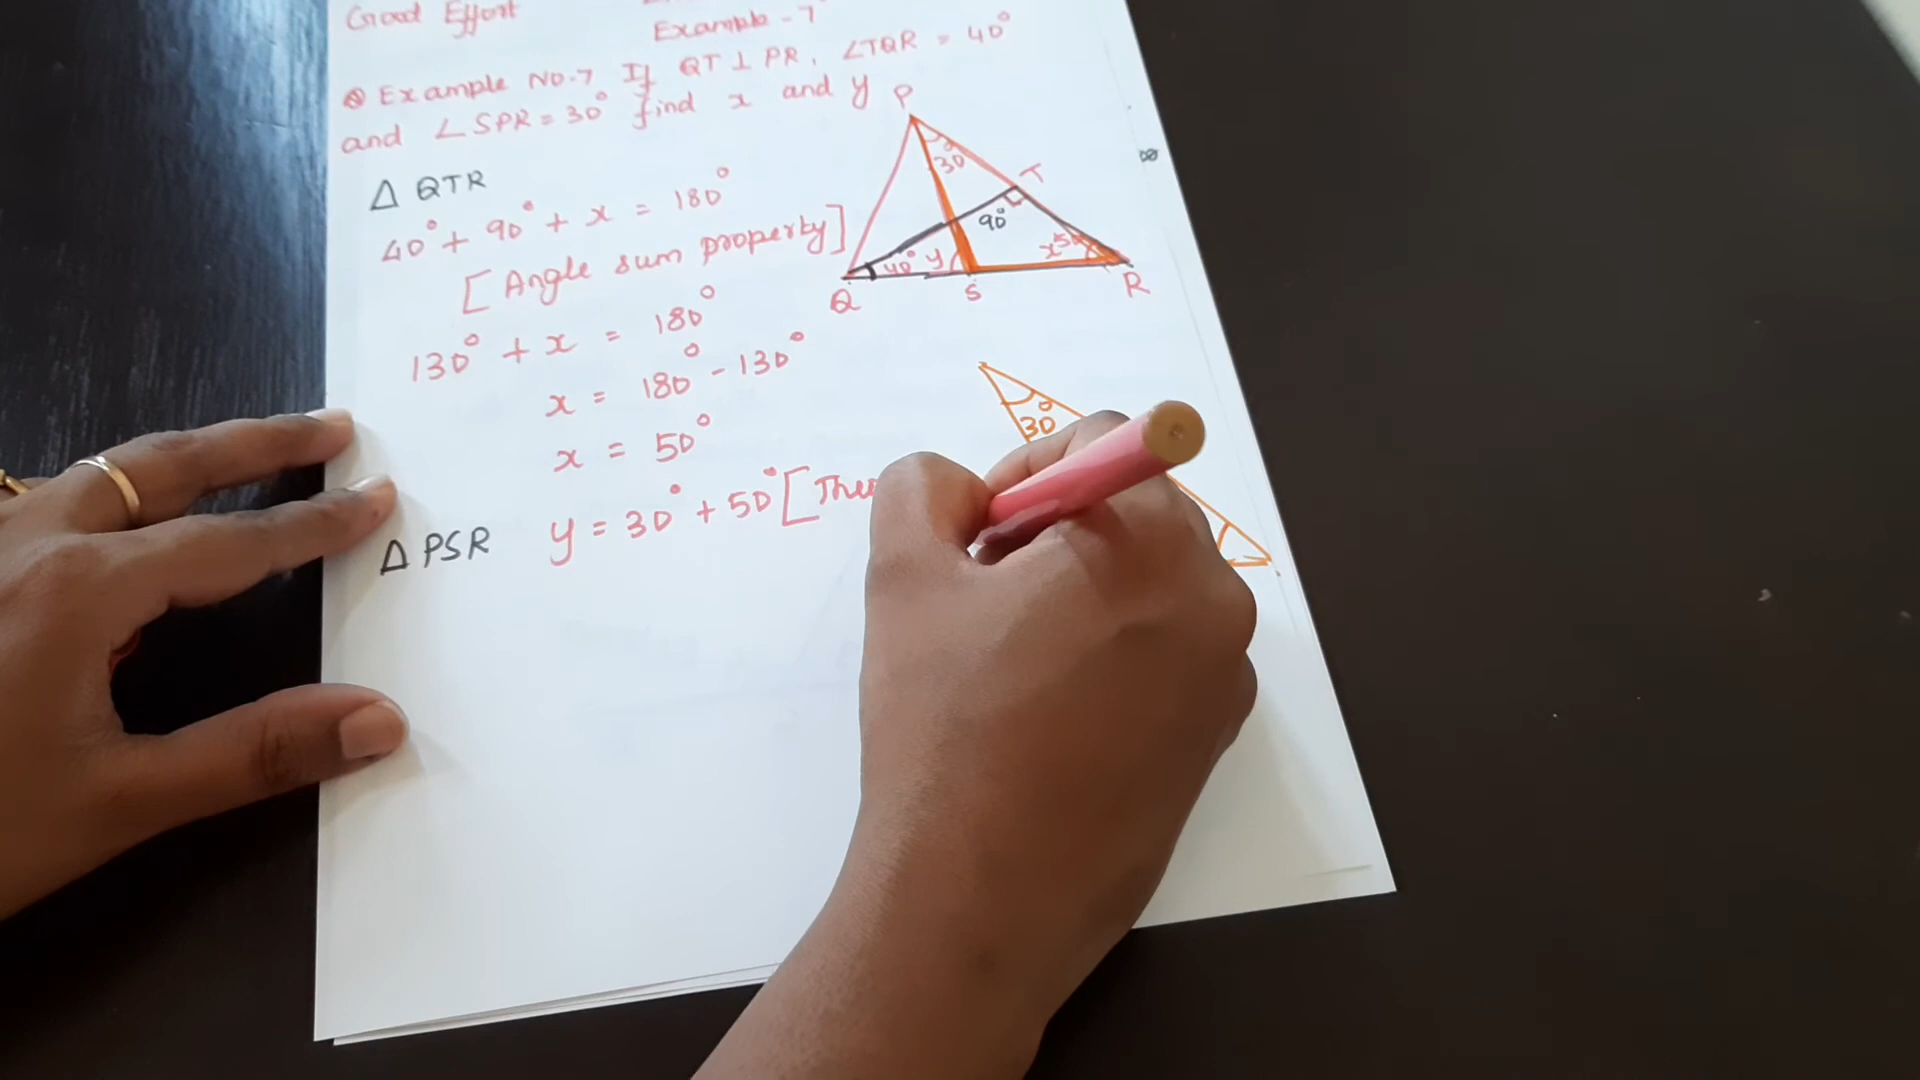 Good Effort
Example - 7
Example No.7 If QT ⊥ PR, ∠TQR = 40°
and ∠SPR = 30° find x and y
△ QTR
40° + 90° + x = 180°
[Angle sum property]
130° + x = 180°
x = 180° - 130°
x = 50°
△ PSR y = 30° + 50° [
P
30°
T
90°
40° y
x 50
Q
S
R
30°